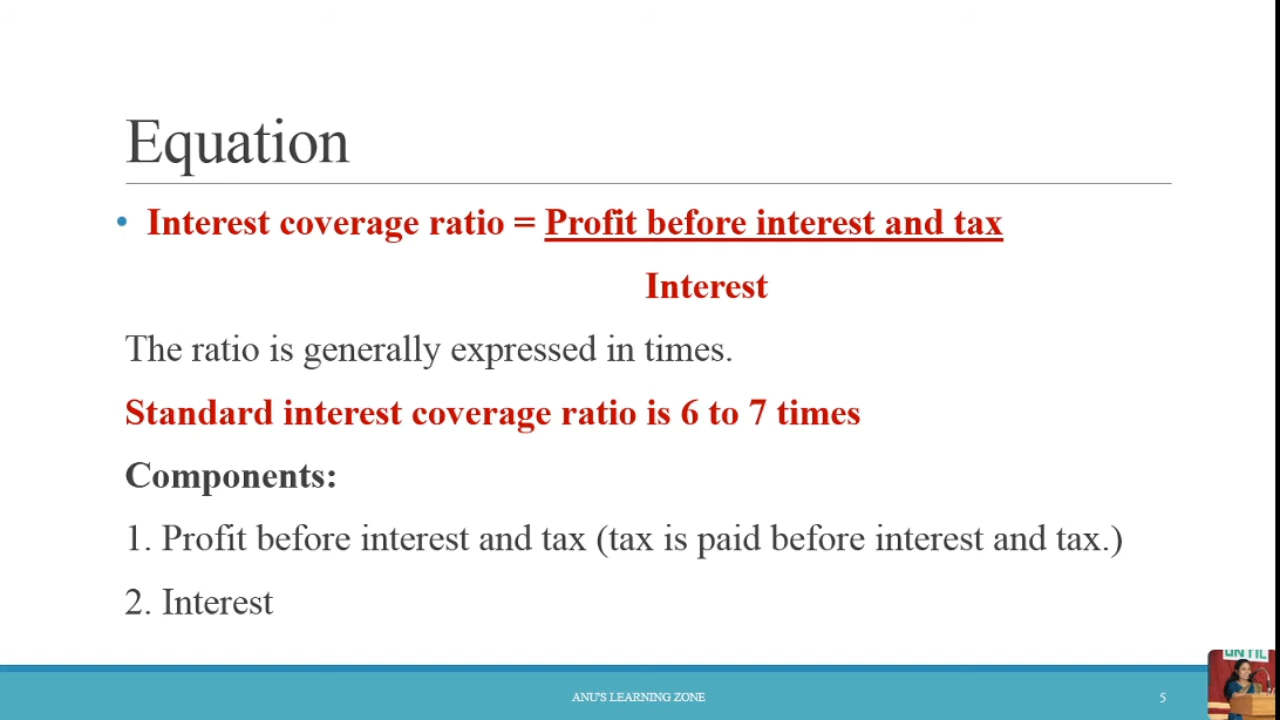 Equation
• Interest coverage ratio = Profit before interest and tax
Interest
The ratio is generally expressed in times.
Standard interest coverage ratio is 6 to 7 times
Components:
1. Profit before interest and tax (tax is paid before interest and tax.)
2. Interest
ANU'S LEARNING ZONE
5